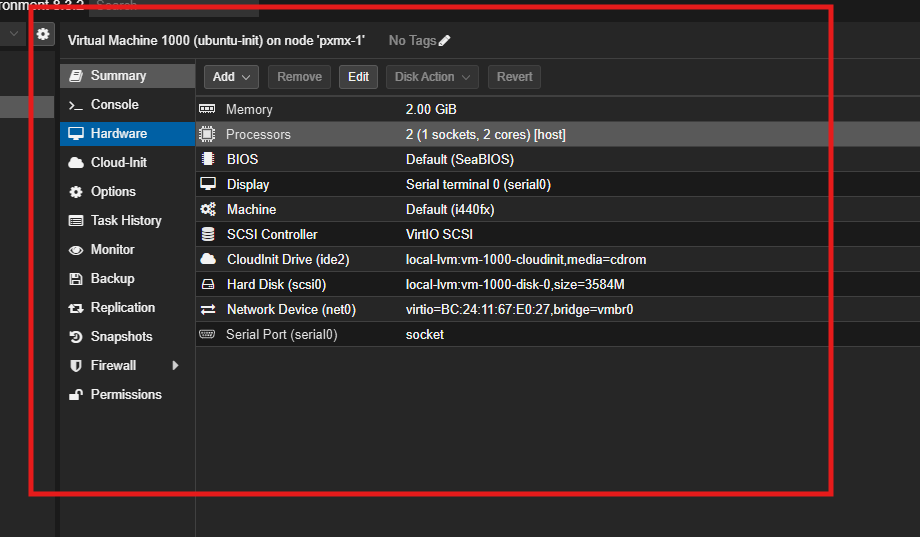 ronment 8.3.2 Search
Virtual Machine 1000 (ubuntu-init) on node 'pxmx-1' No Tags
Summary
Console
Hardware
Cloud-Init
Options
Task History
Monitor
Backup
Replication
Snapshots
Firewall
Permissions
Add Remove Edit Disk Action Revert
Memory 2.00 GiB
Processors 2 (1 sockets, 2 cores) [host]
BIOS Default (SeaBIOS)
Display Serial terminal 0 (serial0)
Machine Default (i440fx)
SCSI Controller VirtIO SCSI
CloudInit Drive (ide2) local-lvm:vm-1000-cloudinit,media=cdrom
Hard Disk (scsi0) local-lvm:vm-1000-disk-0,size=3584M
Network Device (net0) virtio=BC:24:11:67:E0:27,bridge=vmbr0
Serial Port (serial0) socket